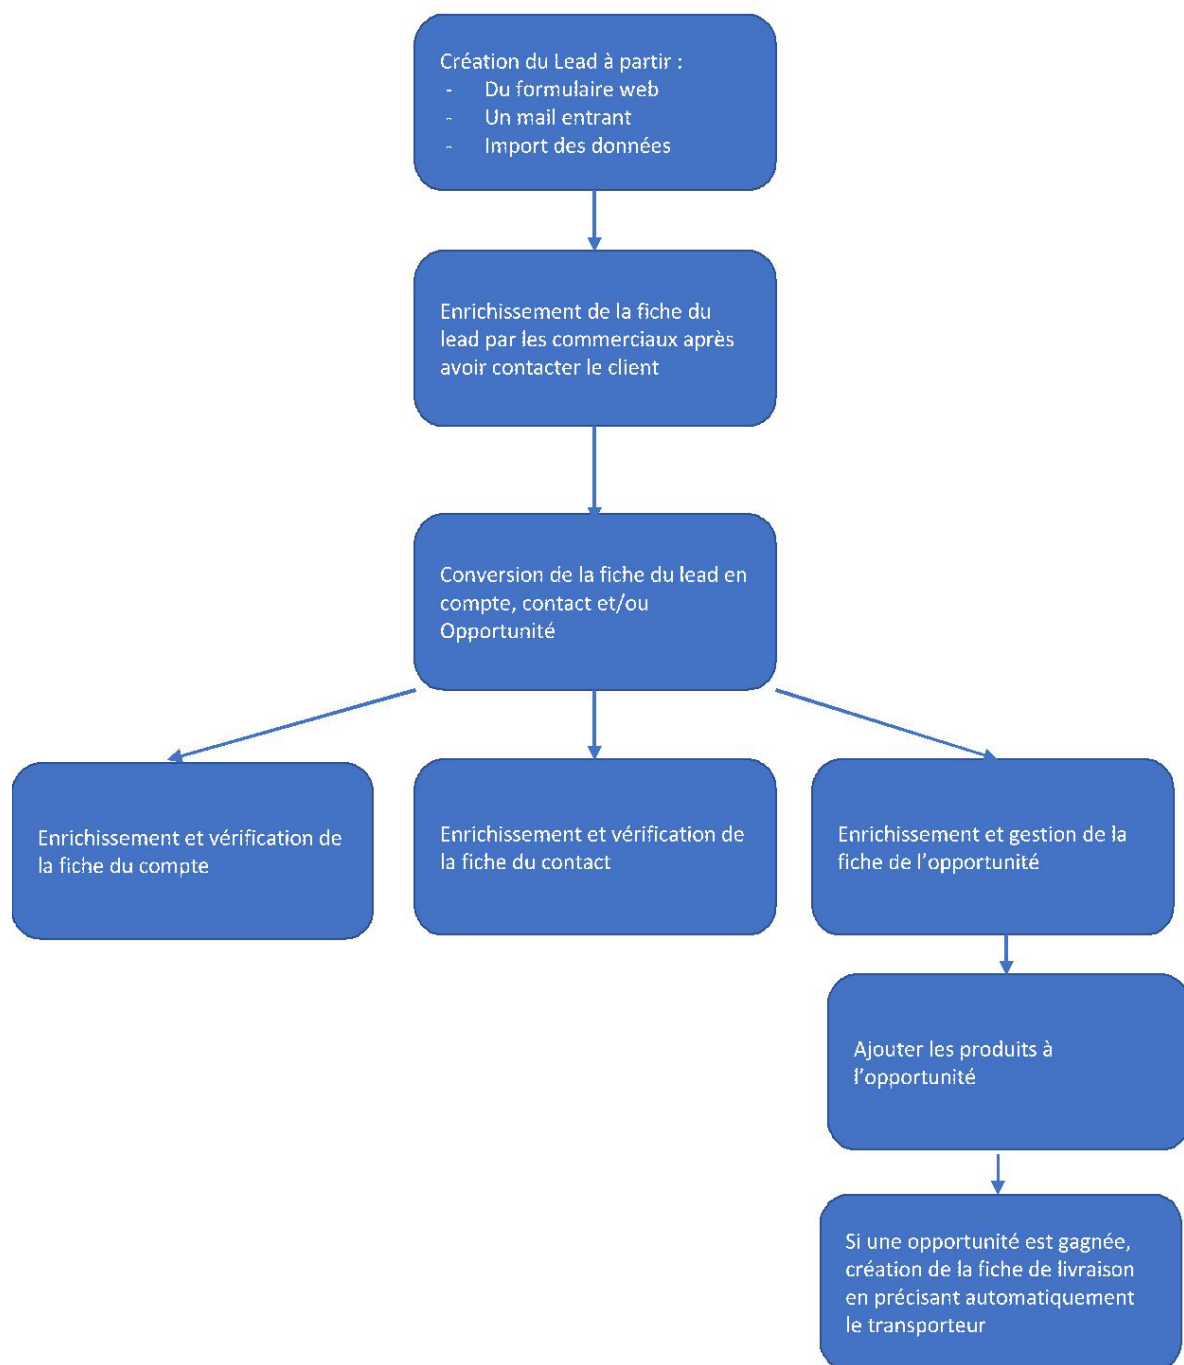 Création du Lead à partir :
- Du formulaire web
- Un mail entrant
- Import des données
Enrichissement de la fiche du
lead par les commerciaux après
avoir contacter le client
Conversion de la fiche du lead en
compte, contact et/ou
Opportunité
Enrichissement et vérification de
la fiche du compte
Enrichissement et vérification de
la fiche du contact
Enrichissement et gestion de la
fiche de l’opportunité
Ajouter les produits à
l’opportunité
Si une opportunité est gagnée,
création de la fiche de livraison
en précisant automatiquement
le transporteur